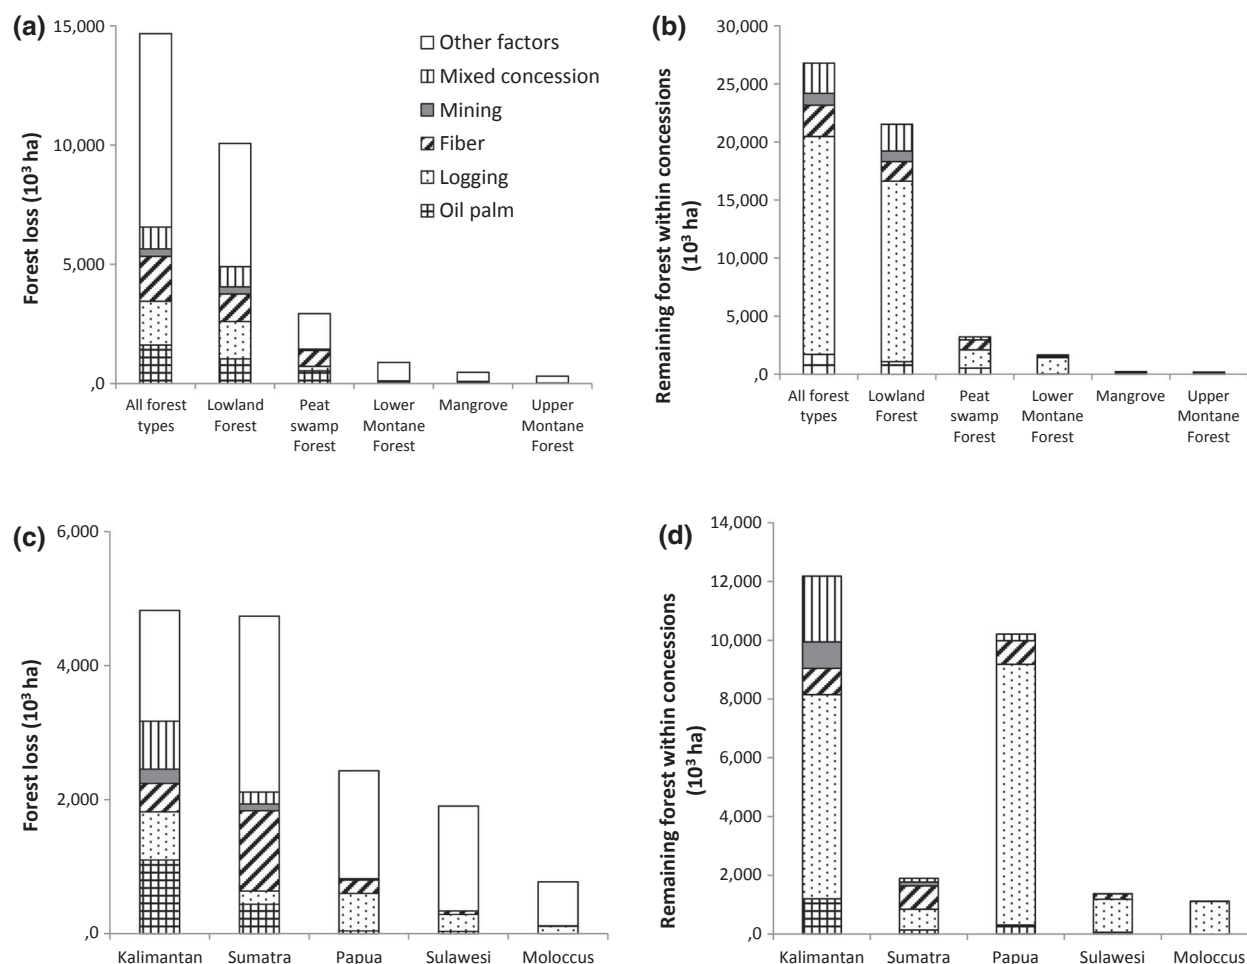 (a)
Forest loss (10³ ha)
15,000
10,000
5,000
,0
Other factors
Mixed concession
Mining
Fiber
Logging
Oil palm
All forest types
Lowland Forest
Peat swamp Forest
Lower Montane Forest
Mangrove
Upper Montane Forest
(b)
Remaining forest within concessions
(10³ ha)
30,000
25,000
20,000
15,000
10,000
5,000
,0
All forest types
Lowland Forest
Peat swamp Forest
Lower Montane Forest
Mangrove
Upper Montane Forest
(c)
Forest loss (10³ ha)
6,000
4,000
2,000
,0
Kalimantan
Sumatra
Papua
Sulawesi
Moloccus
(d)
Remaining forest within concessions
(10³ ha)
14,000
12,000
10,000
8,000
6,000
4,000
2,000
,0
Kalimantan
Sumatra
Papua
Sulawesi
Moloccus